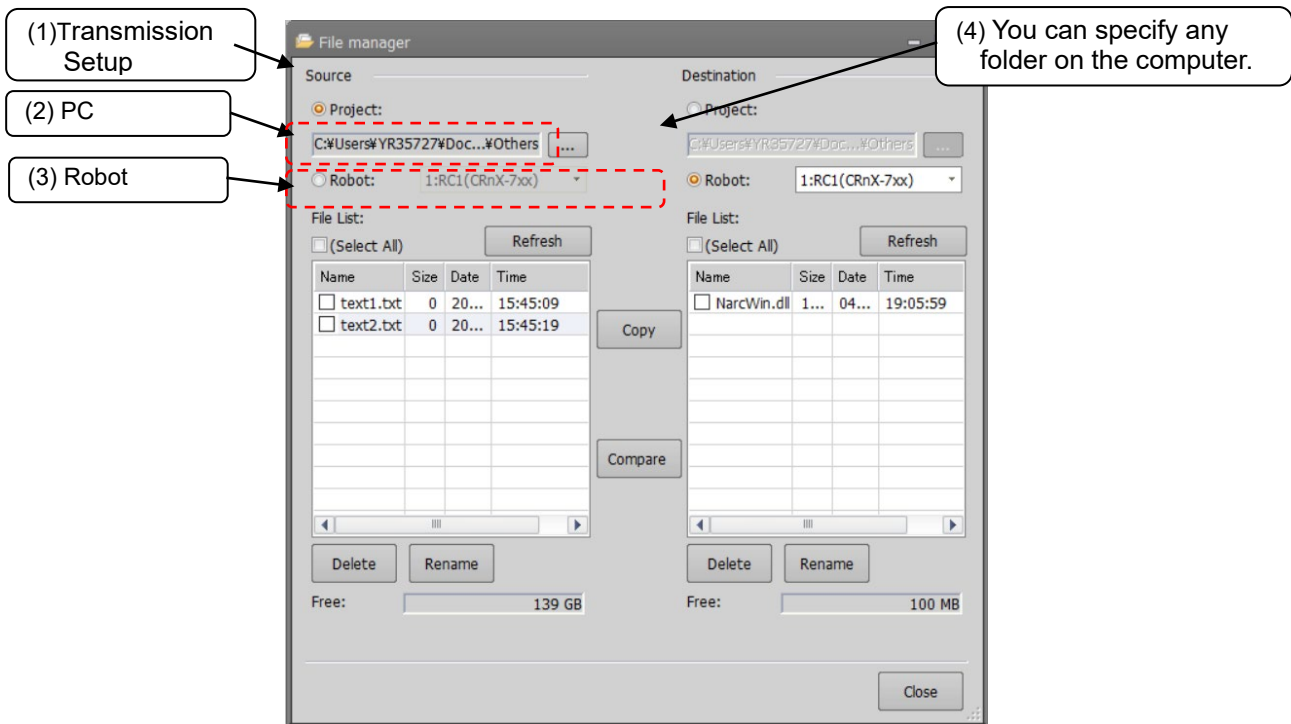 (1)Transmission
Setup
(2) PC
(3) Robot
(4) You can specify any
folder on the computer.
File manager
Source
Project:
C:¥Users¥YR35727¥Doc...¥Others
...
Robot:
1:RC1(CRnX-7xx)
File List:
(Select All)
Refresh
Name Size Date Time
text1.txt 0 20... 15:45:09
text2.txt 0 20... 15:45:19
Delete
Rename
Free:
139 GB
Copy
Compare
Destination
Project:
C:¥Users¥YR35727¥Doc...¥Others
...
Robot:
1:RC1(CRnX-7xx)
File List:
(Select All)
Refresh
Name Size Date Time
NarcWin.dll 1... 04... 19:05:59
Delete
Rename
Free:
100 MB
Close